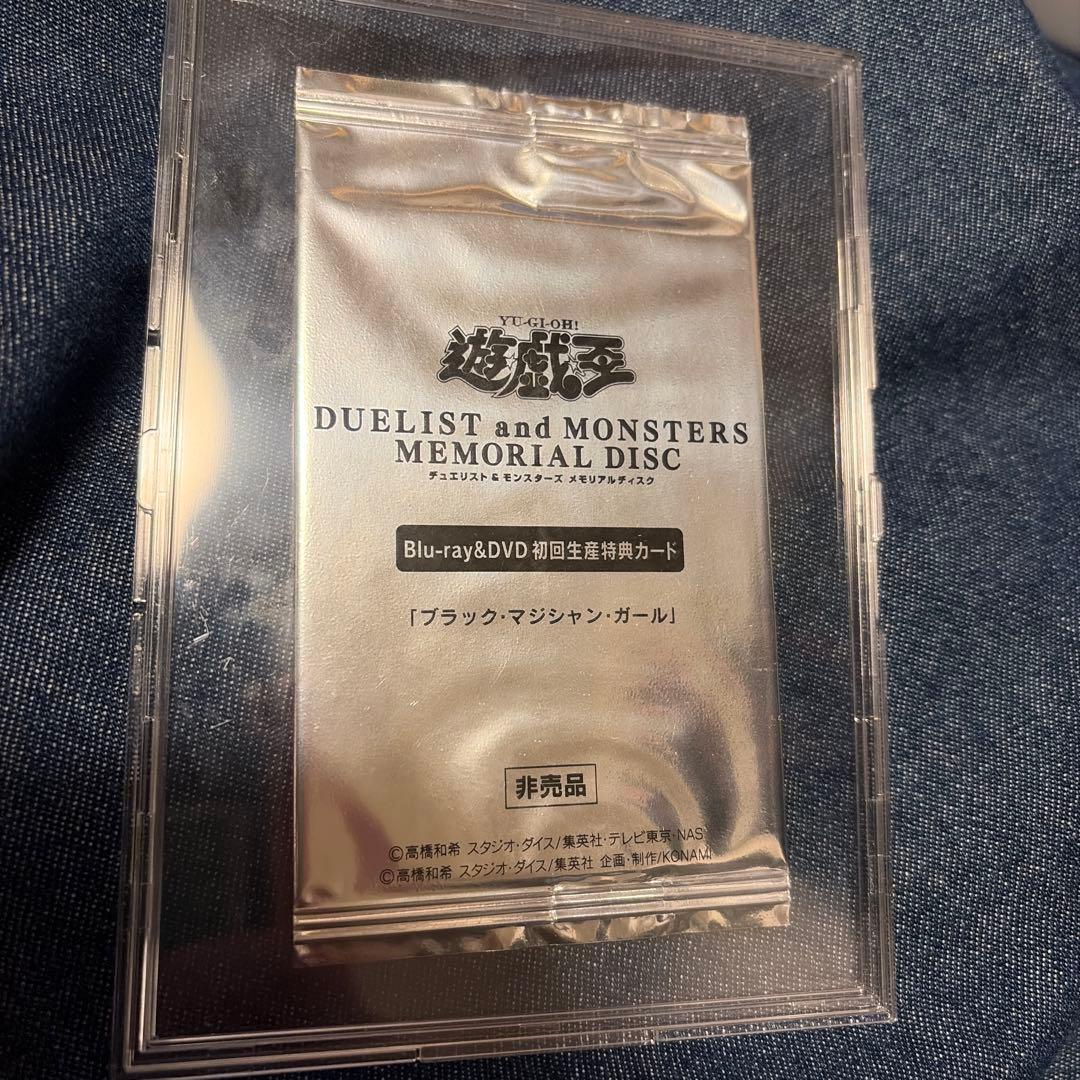 YU-GI-OH!
遊戯王
DUELIST and MONSTERS
MEMORIAL DISC
デュエリスト&モンスターズ メモリアルディスク
Blu-ray&DVD 初回生産特典カード
「ブラック・マジシャン・ガール」
非売品
©高橋和希 スタジオ・ダイス/集英社・テレビ東京・NAS
©高橋和希 スタジオ・ダイス/集英社 企画・制作/KONAMI